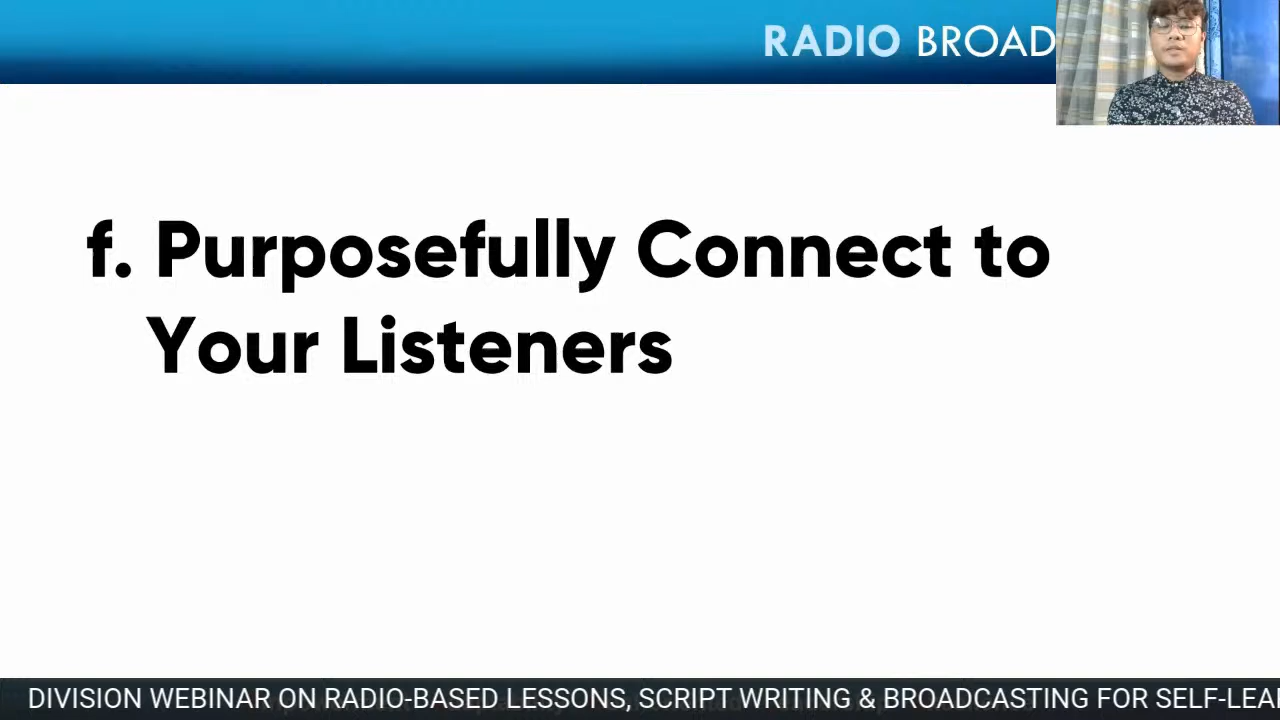 RADIO BROAD
f. Purposefully Connect to
Your Listeners
DIVISION WEBINAR ON RADIO-BASED LESSONS, SCRIPT WRITING & BROADCASTING FOR SELF-LEA